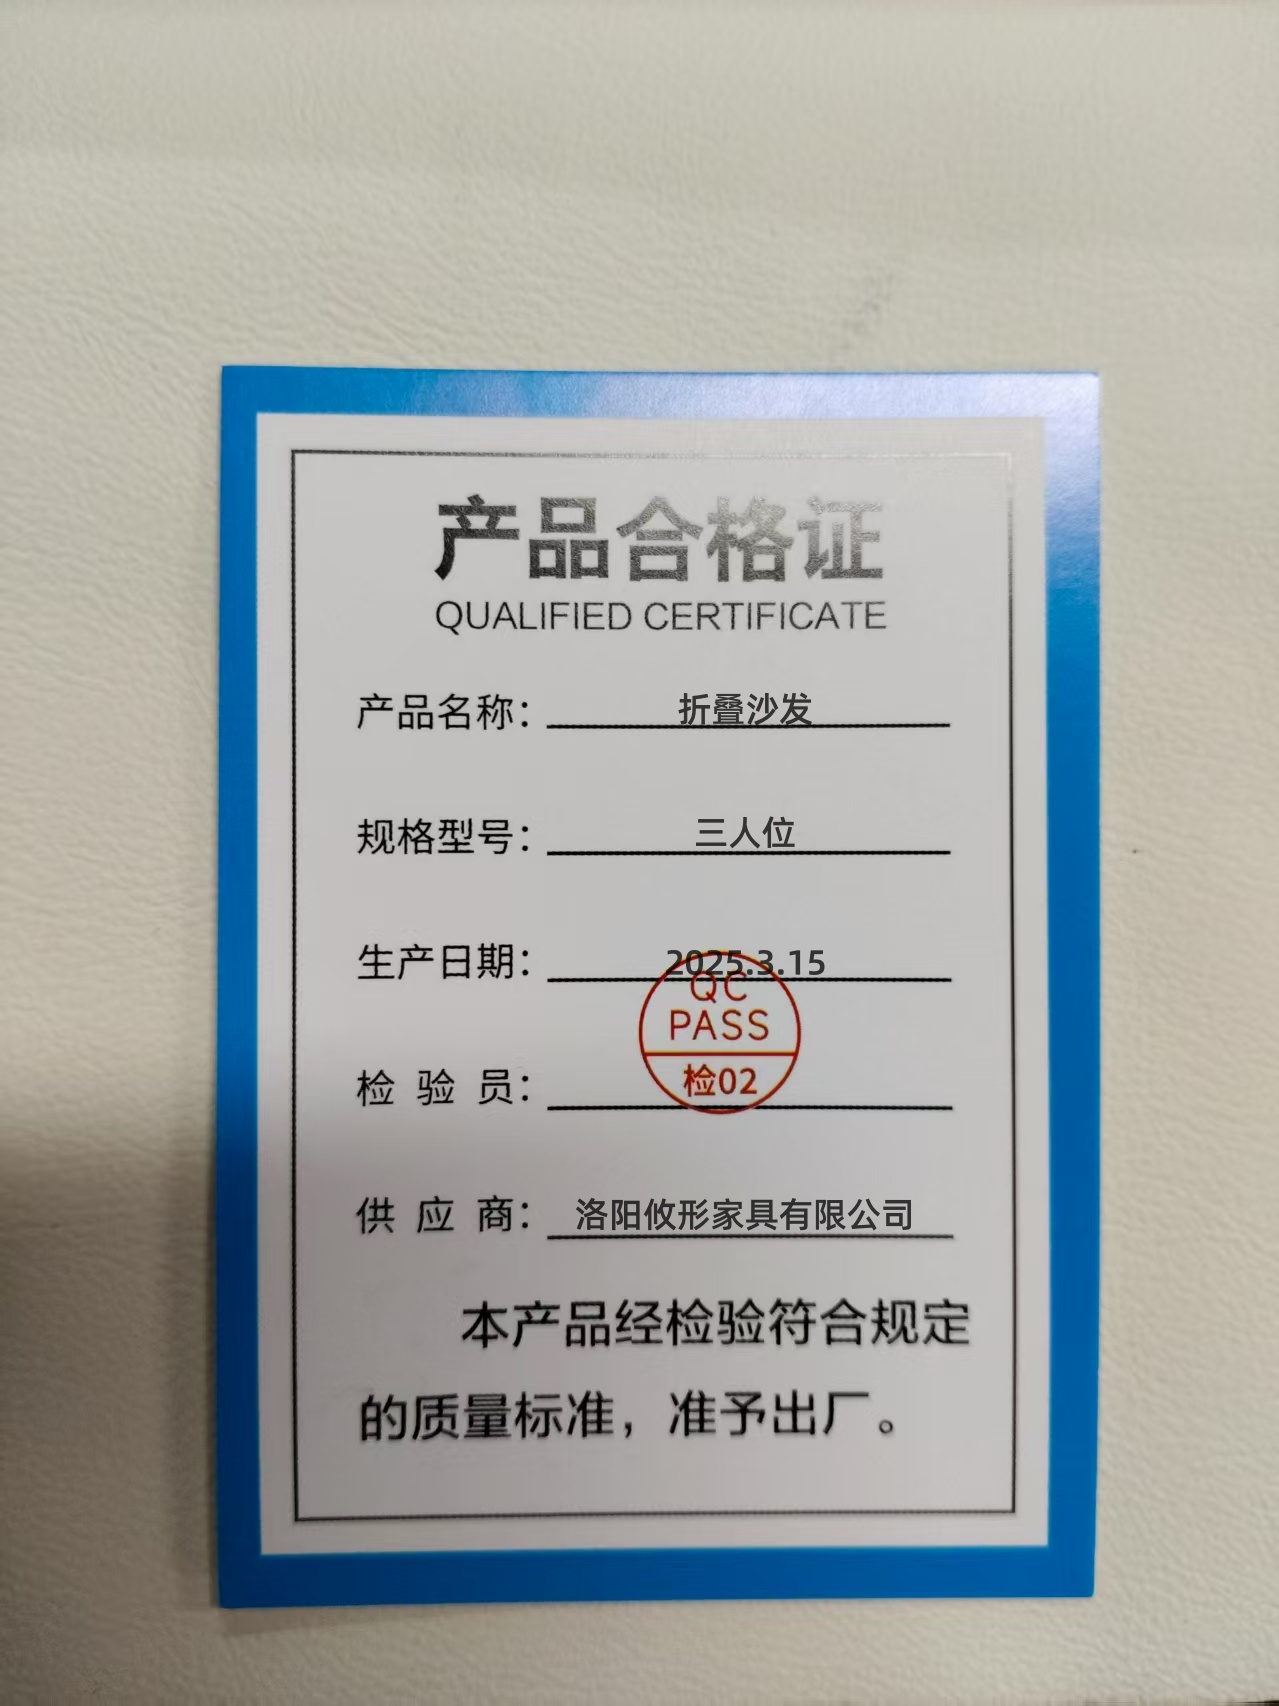 产品合格证
QUALIFIED CERTIFICATE
产品名称：折叠沙发
规格型号：三人位
生产日期：2025.3.15
QC
PASS
检02
检验员：
供应商：洛阳攸形家具有限公司
本产品经检验符合规定
的质量标准，准予出厂。